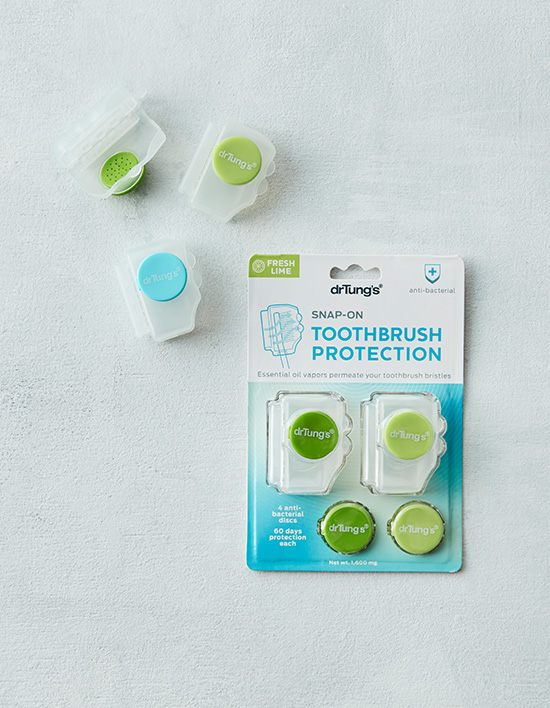 drTung's®
drTung's®
FRESH
LIME
drTung's®
anti-bacterial
SNAP-ON
TOOTHBRUSH
PROTECTION
Essential oil vapors permeate your toothbrush bristles
drTung's®
drTung's®
4 anti-
bacterial
discs
60 days
protection
each
drTung's
drTung's®
Net wt. 1,600 mg